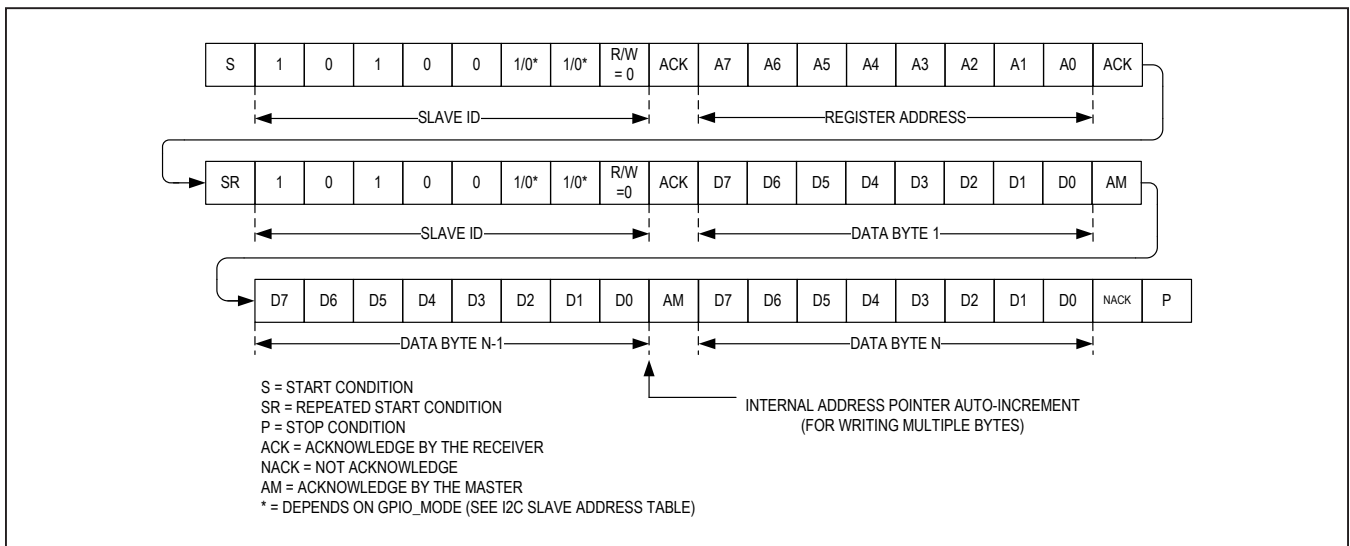 S 1 0 1 0 0 1/0* 1/0* R/W = 0 ACK A7 A6 A5 A4 A3 A2 A1 A0 ACK
SLAVE ID REGISTER ADDRESS
SR 1 0 1 0 0 1/0* 1/0* R/W =0 ACK D7 D6 D5 D4 D3 D2 D1 D0 AM
SLAVE ID DATA BYTE 1
D7 D6 D5 D4 D3 D2 D1 D0 AM D7 D6 D5 D4 D3 D2 D1 D0 NACK P
DATA BYTE N-1 DATA BYTE N
S = START CONDITION
SR = REPEATED START CONDITION
P = STOP CONDITION
ACK = ACKNOWLEDGE BY THE RECEIVER
NACK = NOT ACKNOWLEDGE
AM = ACKNOWLEDGE BY THE MASTER
* = DEPENDS ON GPIO_MODE (SEE I2C SLAVE ADDRESS TABLE)
INTERNAL ADDRESS POINTER AUTO-INCREMENT
(FOR WRITING MULTIPLE BYTES)